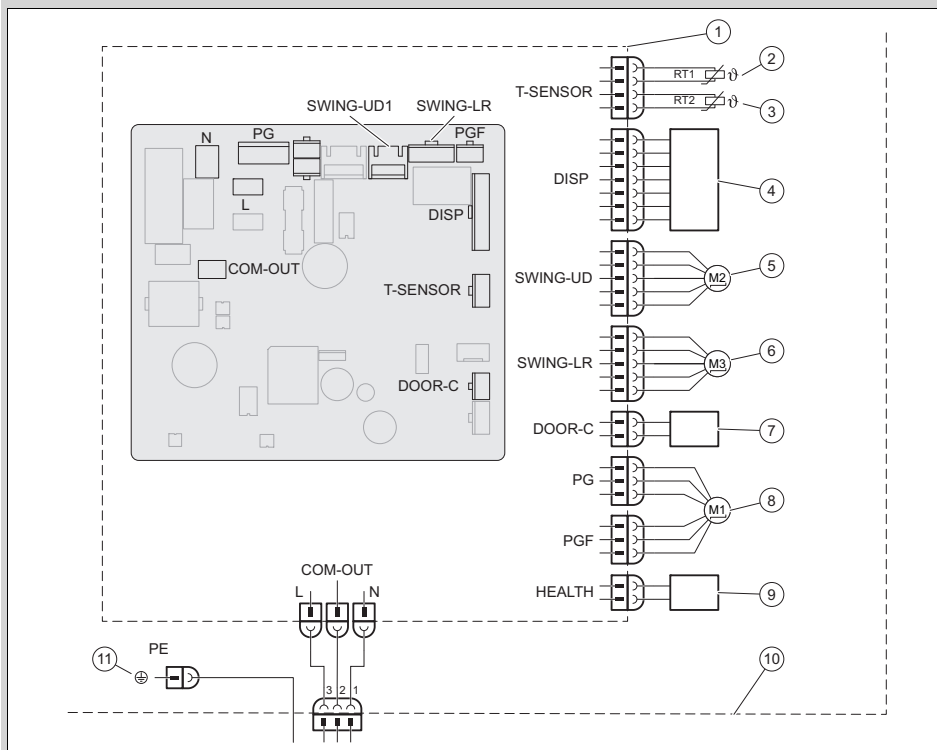 1
T-SENSOR
RT1 ϑ
2
RT2 ϑ
3
SWING-UD1 SWING-LR
N PG PGF
L
DISP
COM-OUT
T-SENSOR
DOOR-C
DISP
4
SWING-UD
M2
5
SWING-LR
M3
6
DOOR-C
7
PG
M1
8
PGF
HEALTH
9
COM-OUT
L N
PE
11
3 2 1
10